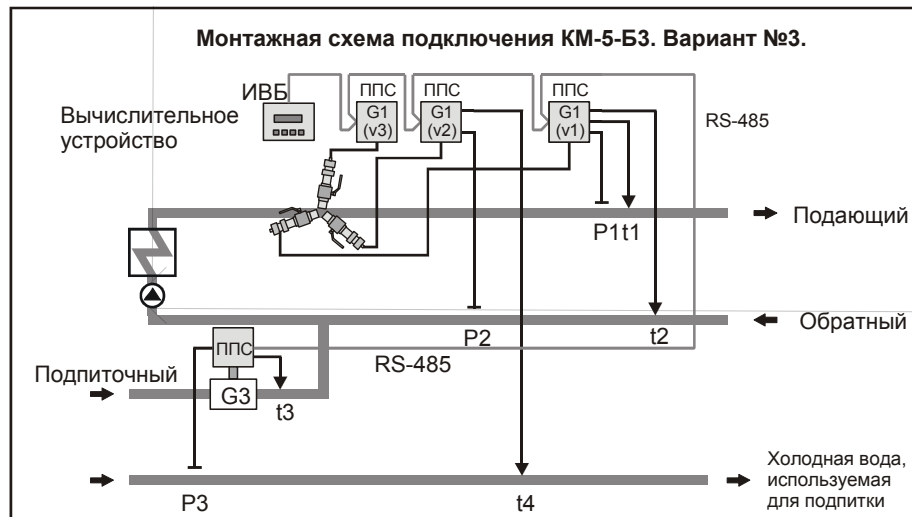 Монтажная схема подключения КМ-5-Б3. Вариант №3.
ИВБ
ППС
ППС
ППС
Вычислительное
устройство
G1
(v3)
G1
(v2)
G1
(v1)
RS-485
P1t1
Подающий
P2
t2
Обратный
ППС
RS-485
Подпиточный
G3
t3
P3
t4
Холодная вода,
используемая
для подпитки